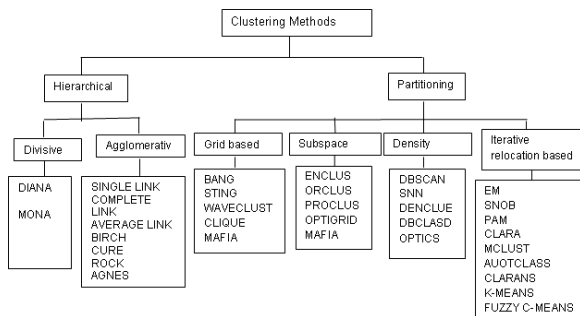 Clustering Methods
Hierarchical
Partitioning
Divisive
Agglomerativ
Grid based
Subspace
Density
Iterative
relocation based
DIANA
MONA
SINGLE LINK
COMPLETE
LINK
AVERAGE LINK
BIRCH
CURE
ROCK
AGNES
BANG
STING
WAVECLUST
CLIQUE
MAFIA
ENCLUS
ORCLUS
PROCLUS
OPTIGRID
MAFIA
DBSCAN
SNN
DENCLUE
DBCLASD
OPTICS
EM
SNOB
PAM
CLARA
MCLUST
AUOTCLASS
CLARANS
K-MEANS
FUZZY C-MEANS